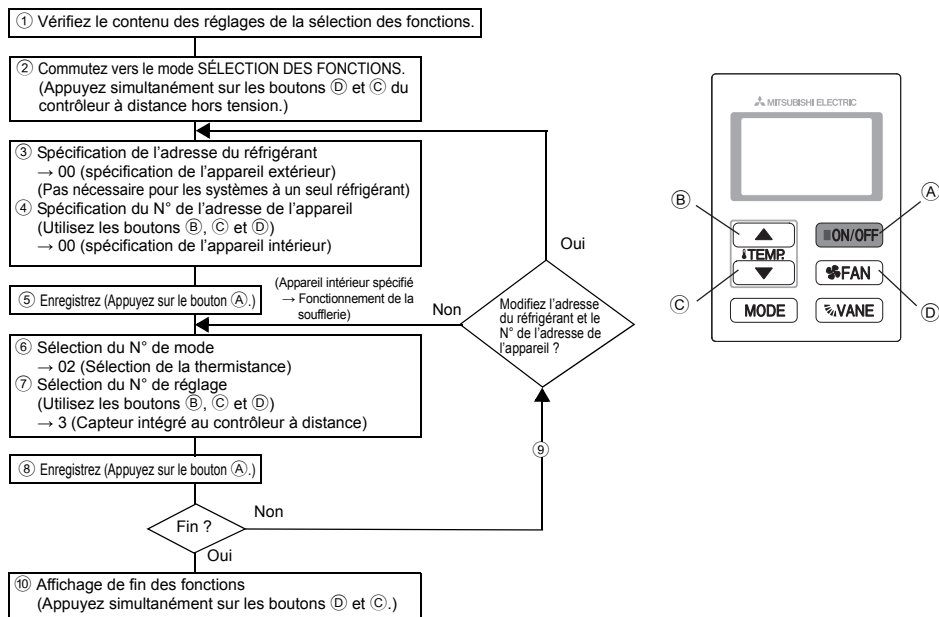 ① Vérifiez le contenu des réglages de la sélection des fonctions.
② Commutez vers le mode SÉLECTION DES FONCTIONS.
(Appuyez simultanément sur les boutons Ⓓ et Ⓒ du
contrôleur à distance hors tension.)
③ Spécification de l'adresse du réfrigérant
→ 00 (spécification de l'appareil extérieur)
(Pas nécessaire pour les systèmes à un seul réfrigérant)
④ Spécification du N° de l'adresse de l'appareil
(Utilisez les boutons Ⓑ, Ⓒ et Ⓓ)
→ 00 (spécification de l'appareil intérieur)
⑤ Enregistrez (Appuyez sur le bouton Ⓐ.)
(Appareil intérieur spécifié
→ Fonctionnement de la
soufflerie)
Non
Oui
Modifiez l'adresse
du réfrigérant et le
N° de l'adresse de
l'appareil ?
⑥ Sélection du N° de mode
→ 02 (Sélection de la thermistance)
⑦ Sélection du N° de réglage
(Utilisez les boutons Ⓑ, Ⓒ et Ⓓ)
→ 3 (Capteur intégré au contrôleur à distance)
⑧ Enregistrez (Appuyez sur le bouton Ⓐ.)
⑨
Fin ?
Non
Oui
⑩ Affichage de fin des fonctions
(Appuyez simultanément sur les boutons Ⓓ et Ⓒ.)
MITSUBISHI ELECTRIC
Ⓑ
Ⓐ
ON/OFF
TEMP.
FAN
Ⓒ
Ⓓ
MODE
VANE